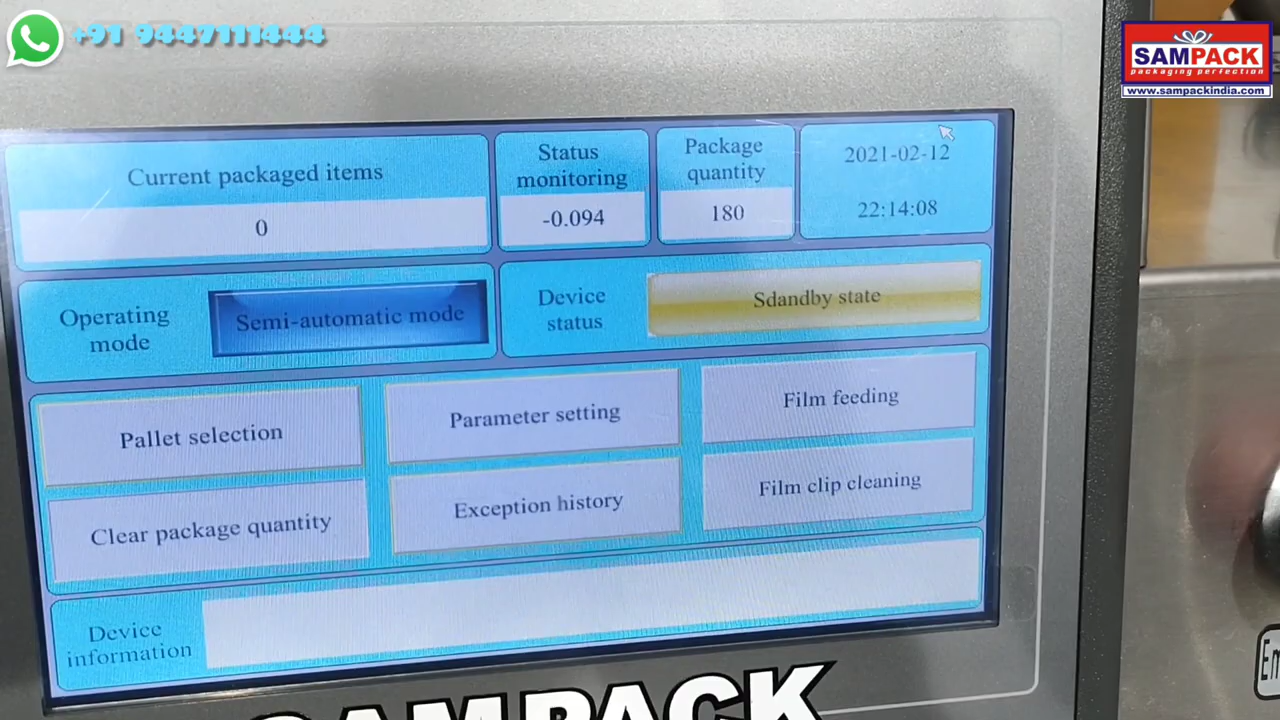 +91 9447111444
SAMPACK
packaging perfection
www.sampackindia.com
Current packaged items
0
Status
monitoring
-0.094
Package
quantity
180
2021-02-12
22:14:08
Operating
mode
Semi-automatic mode
Device
status
Sdandby state
Pallet selection
Parameter setting
Film feeding
Clear package quantity
Exception history
Film clip cleaning
Device
information
SAMPACK